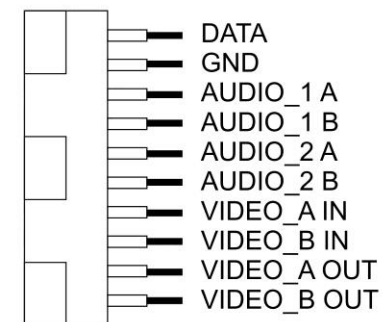 DATA
GND
AUDIO_1 A
AUDIO_1 B
AUDIO_2 A
AUDIO_2 B
VIDEO_A IN
VIDEO_B IN
VIDEO_A OUT
VIDEO_B OUT